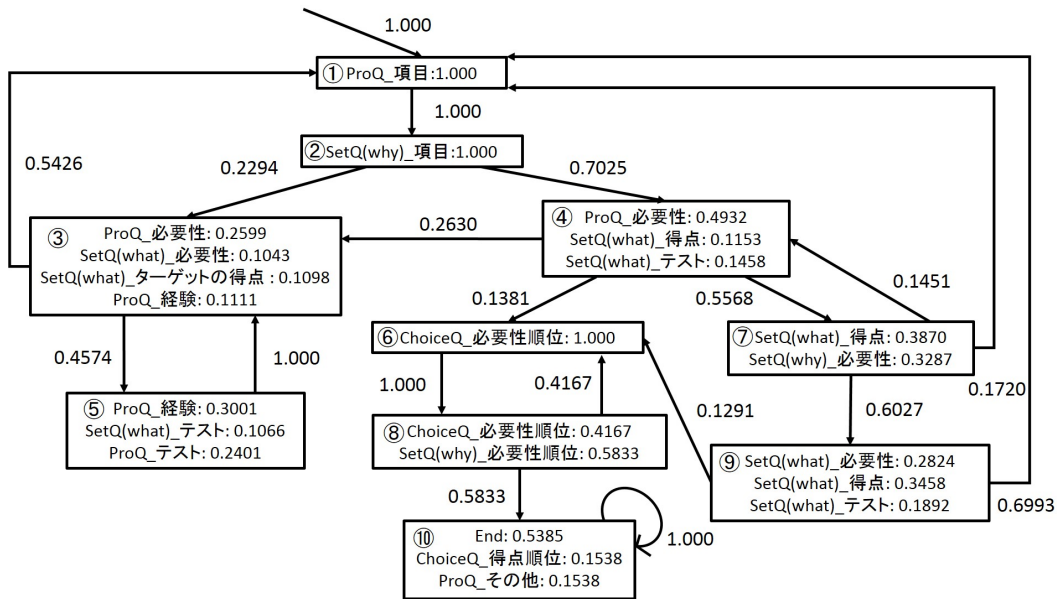 1.000
①ProQ_項目:1.000
1.000
②SetQ(why)_項目:1.000
0.5426
0.2294
0.7025
③ ProQ_必要性: 0.2599
SetQ(what)_必要性: 0.1043
SetQ(what)_ターゲットの得点 : 0.1098
ProQ_経験: 0.1111
0.2630
④ ProQ_必要性: 0.4932
SetQ(what)_得点: 0.1153
SetQ(what)_テスト: 0.1458
0.1381
0.5568
0.1451
⑥ChoiceQ_必要性順位: 1.000
⑦SetQ(what)_得点: 0.3870
SetQ(why)_必要性: 0.3287
0.4574
1.000
1.000
0.4167
0.1291
0.6027
0.1720
⑤ ProQ_経験: 0.3001
SetQ(what)_テスト: 0.1066
ProQ_テスト: 0.2401
⑧ChoiceQ_必要性順位: 0.4167
SetQ(why)_必要性順位: 0.5833
⑨ SetQ(what)_必要性: 0.2824
SetQ(what)_得点: 0.3458
SetQ(what)_テスト: 0.1892
0.6993
0.5833
⑩ End: 0.5385
ChoiceQ_得点順位: 0.1538
ProQ_その他: 0.1538
1.000